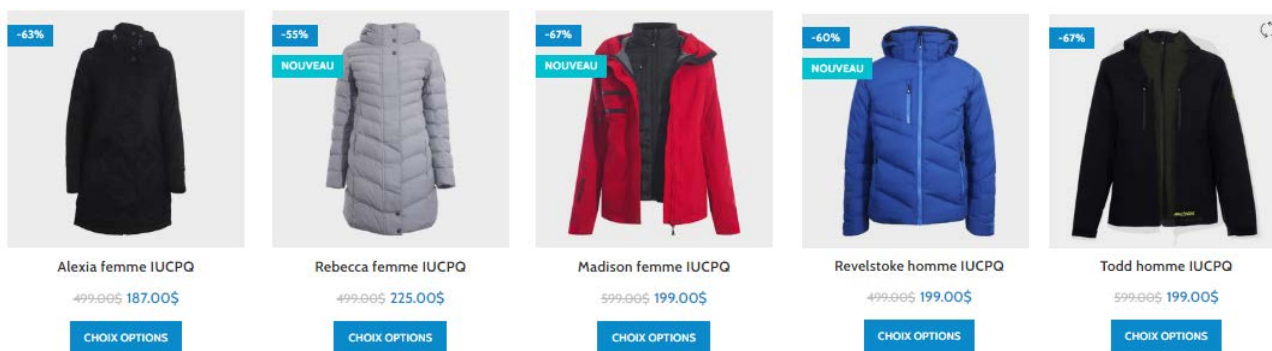 -63%
Alexia femme IUCPQ
499.00$ 187.00$
CHOIX OPTIONS
-55%
NOUVEAU
Rebecca femme IUCPQ
499.00$ 225.00$
CHOIX OPTIONS
-67%
NOUVEAU
Madison femme IUCPQ
599.00$ 199.00$
CHOIX OPTIONS
-60%
NOUVEAU
Revelstoke homme IUCPQ
499.00$ 199.00$
CHOIX OPTIONS
-67%
Todd homme IUCPQ
599.00$ 199.00$
CHOIX OPTIONS